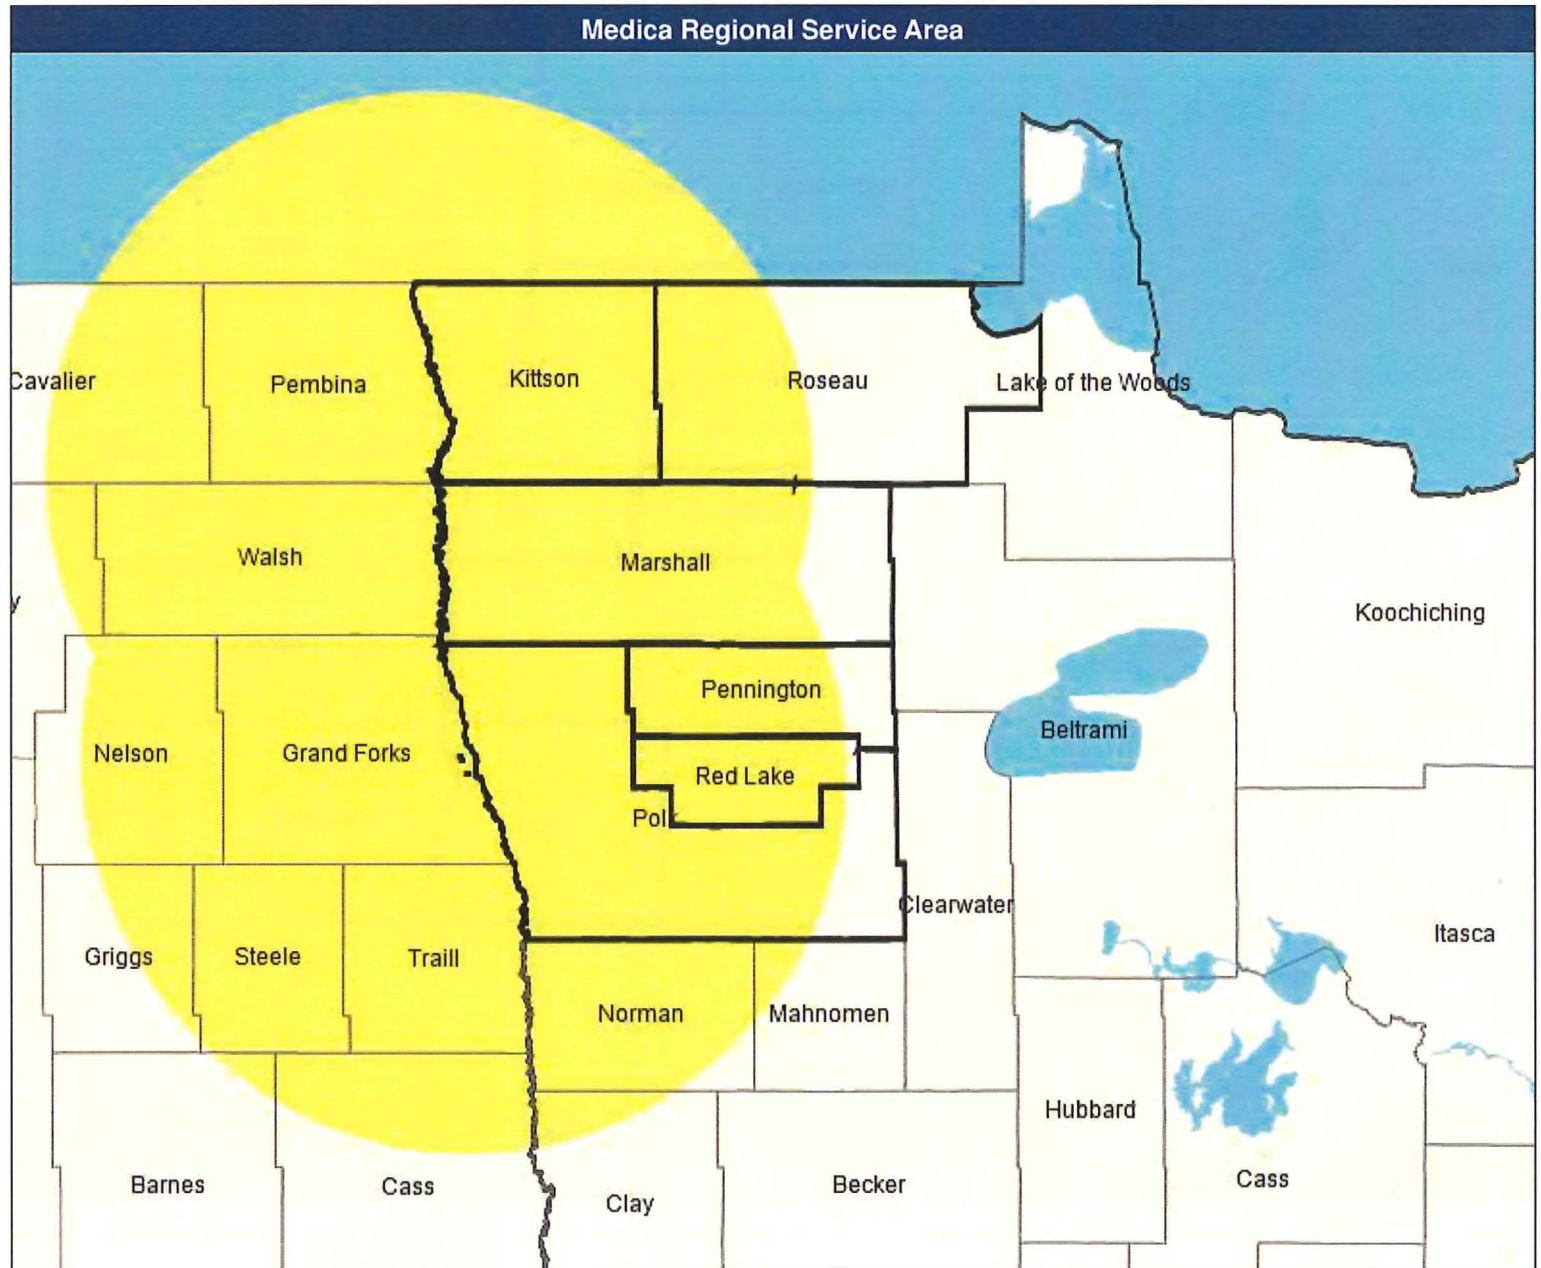 Medica Regional Service Area
Cavalier
Pembina
Kittson
Roseau
Lake of the Woods
Walsh
Marshall
y
Koochiching
Pennington
Beltrami
Nelson
Grand Forks
Red Lake
Pol
Clearwater
Itasca
Griggs
Steele
Traill
Norman
Mahnomen
Hubbard
Barnes
Cass
Clay
Becker
Cass